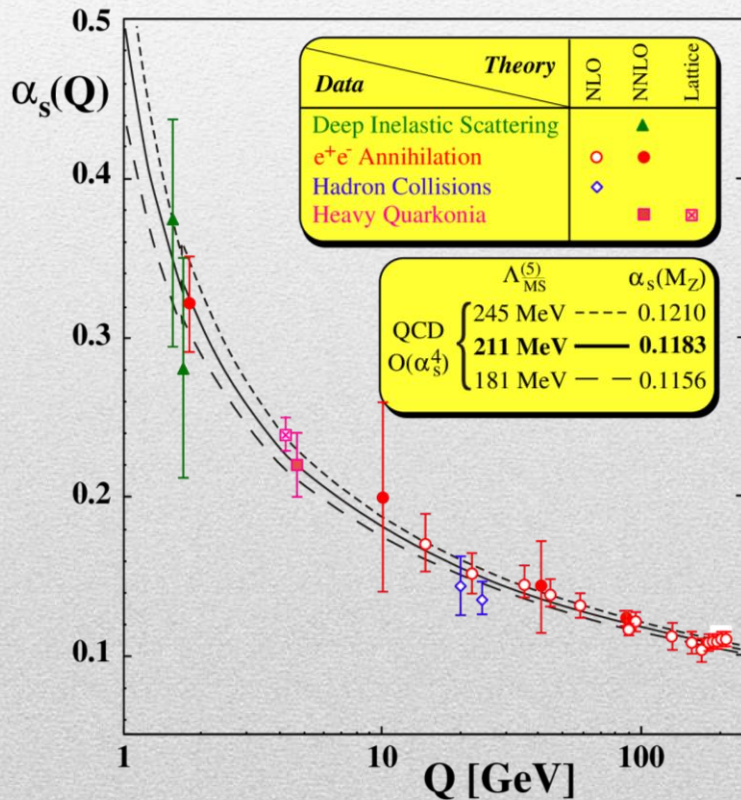 0.5
αs(Q)
0.4
0.3
0.2
0.1
Data
Theory
NLO
NNLO
Lattice
Deep Inelastic Scattering
e⁺e⁻ Annihilation
Hadron Collisions
Heavy Quarkonia
Λ(5) MS αs(MZ)
QCD
O(αs⁴)
245 MeV 0.1210
211 MeV 0.1183
181 MeV 0.1156
1 10 100
Q [GeV]